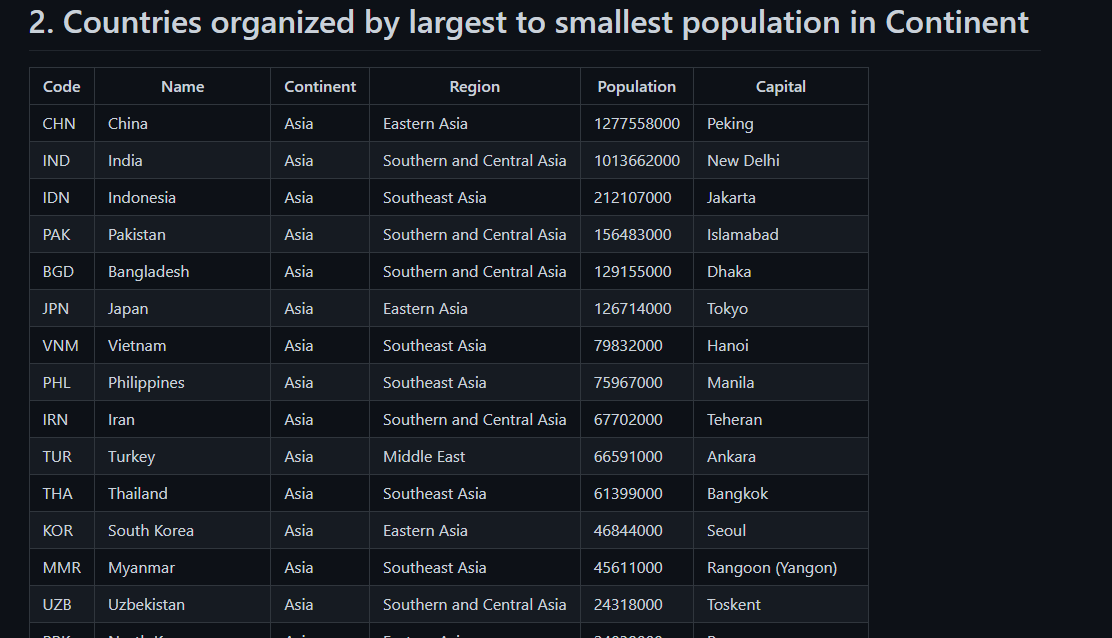 2. Countries organized by largest to smallest population in Continent
Code Name Continent Region Population Capital
CHN China Asia Eastern Asia 1277558000 Peking
IND India Asia Southern and Central Asia 1013662000 New Delhi
IDN Indonesia Asia Southeast Asia 212107000 Jakarta
PAK Pakistan Asia Southern and Central Asia 156483000 Islamabad
BGD Bangladesh Asia Southern and Central Asia 129155000 Dhaka
JPN Japan Asia Eastern Asia 126714000 Tokyo
VNM Vietnam Asia Southeast Asia 79832000 Hanoi
PHL Philippines Asia Southeast Asia 75967000 Manila
IRN Iran Asia Southern and Central Asia 67702000 Teheran
TUR Turkey Asia Middle East 66591000 Ankara
THA Thailand Asia Southeast Asia 61399000 Bangkok
KOR South Korea Asia Eastern Asia 46844000 Seoul
MMR Myanmar Asia Southeast Asia 45611000 Rangoon (Yangon)
UZB Uzbekistan Asia Southern and Central Asia 24318000 Toskent